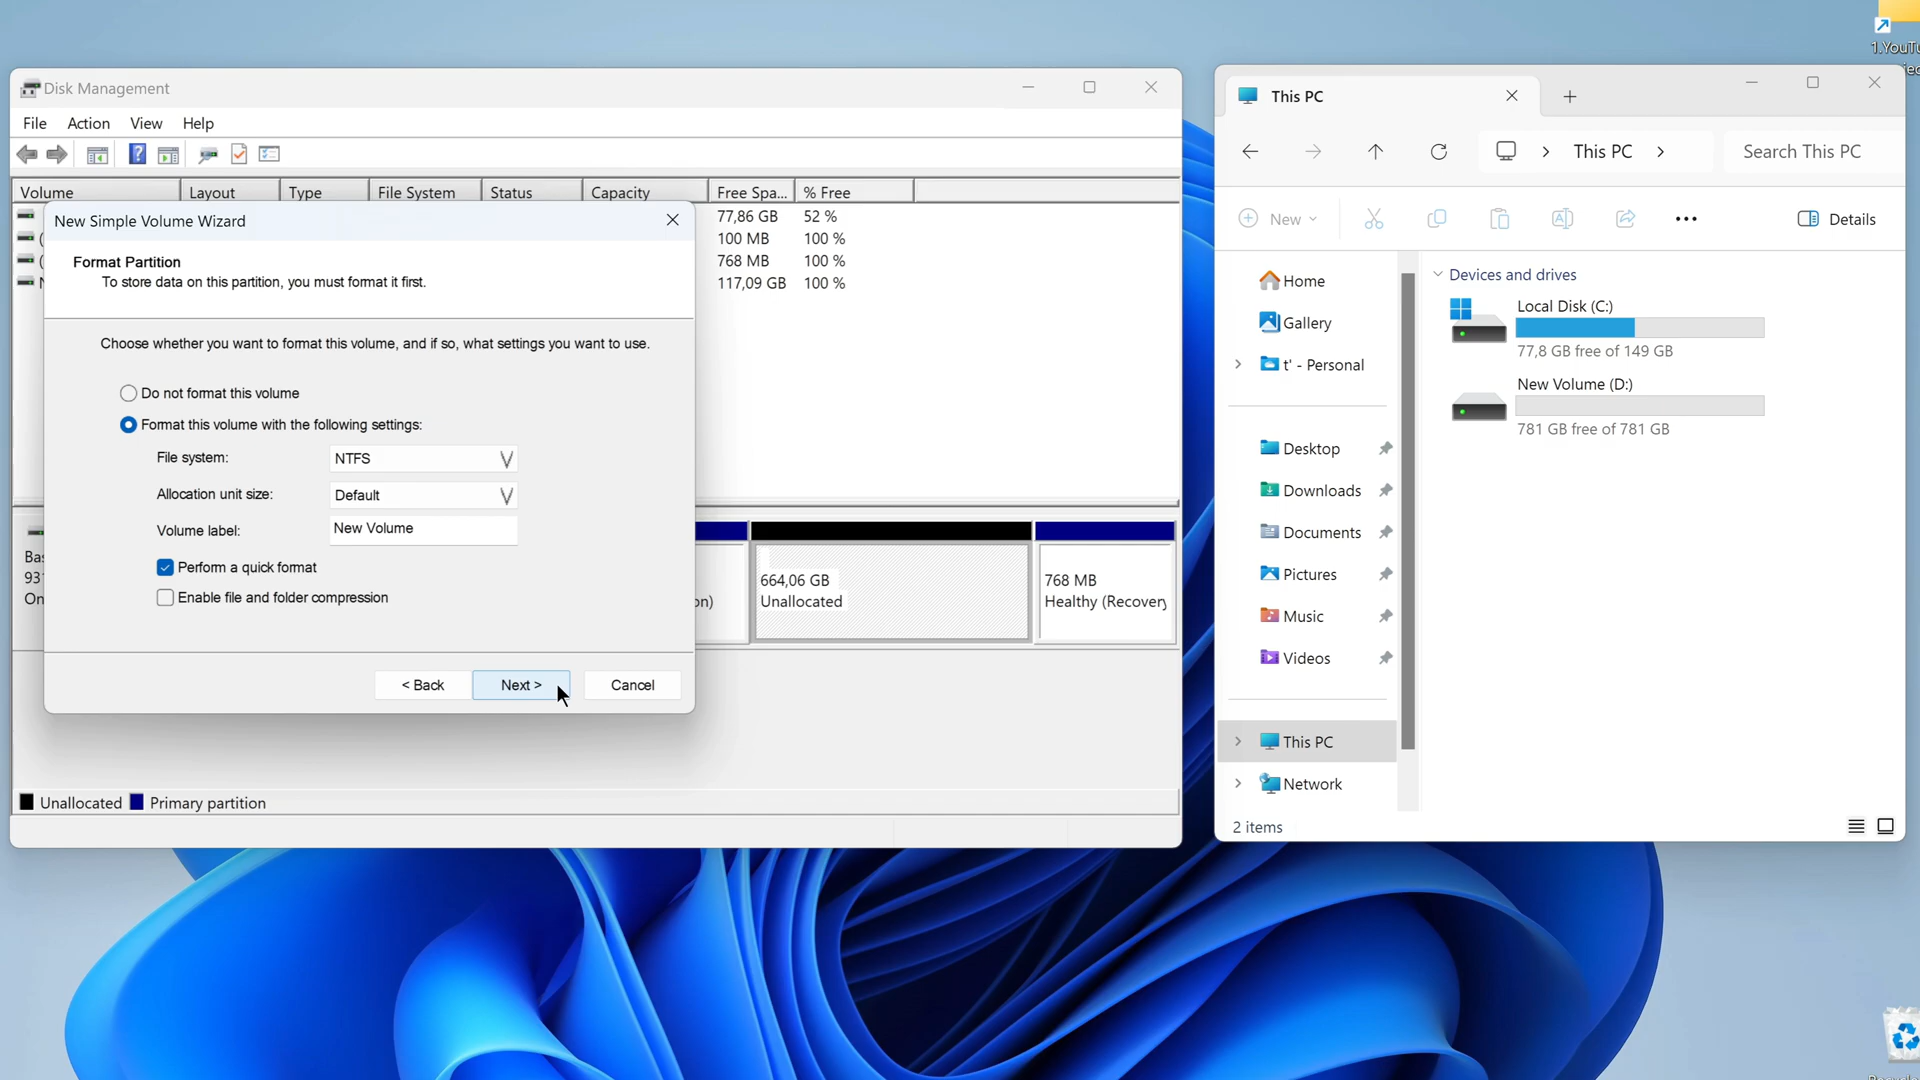 1.YouTu
jec
Disk Management
File Action View Help
Volume Layout Type File System Status Capacity Free Spa... % Free
77,86 GB 52 %
( 100 MB 100 %
( 768 MB 100 %
117,09 GB 100 %
New Simple Volume Wizard
Format Partition
To store data on this partition, you must format it first.
Choose whether you want to format this volume, and if so, what settings you want to use.
Do not format this volume
Format this volume with the following settings:
File system: NTFS
Allocation unit size: Default
Volume label: New Volume
Perform a quick format
Enable file and folder compression
< Back Next > Cancel
Bas
93
On
on)
664,06 GB
Unallocated
768 MB
Healthy (Recovery
Unallocated Primary partition
This PC
This PC
Search This PC
New
Details
Home
Gallery
t' - Personal
Desktop
Downloads
Documents
Pictures
Music
Videos
This PC
Network
Devices and drives
Local Disk (C:)
77,8 GB free of 149 GB
New Volume (D:)
781 GB free of 781 GB
2 items